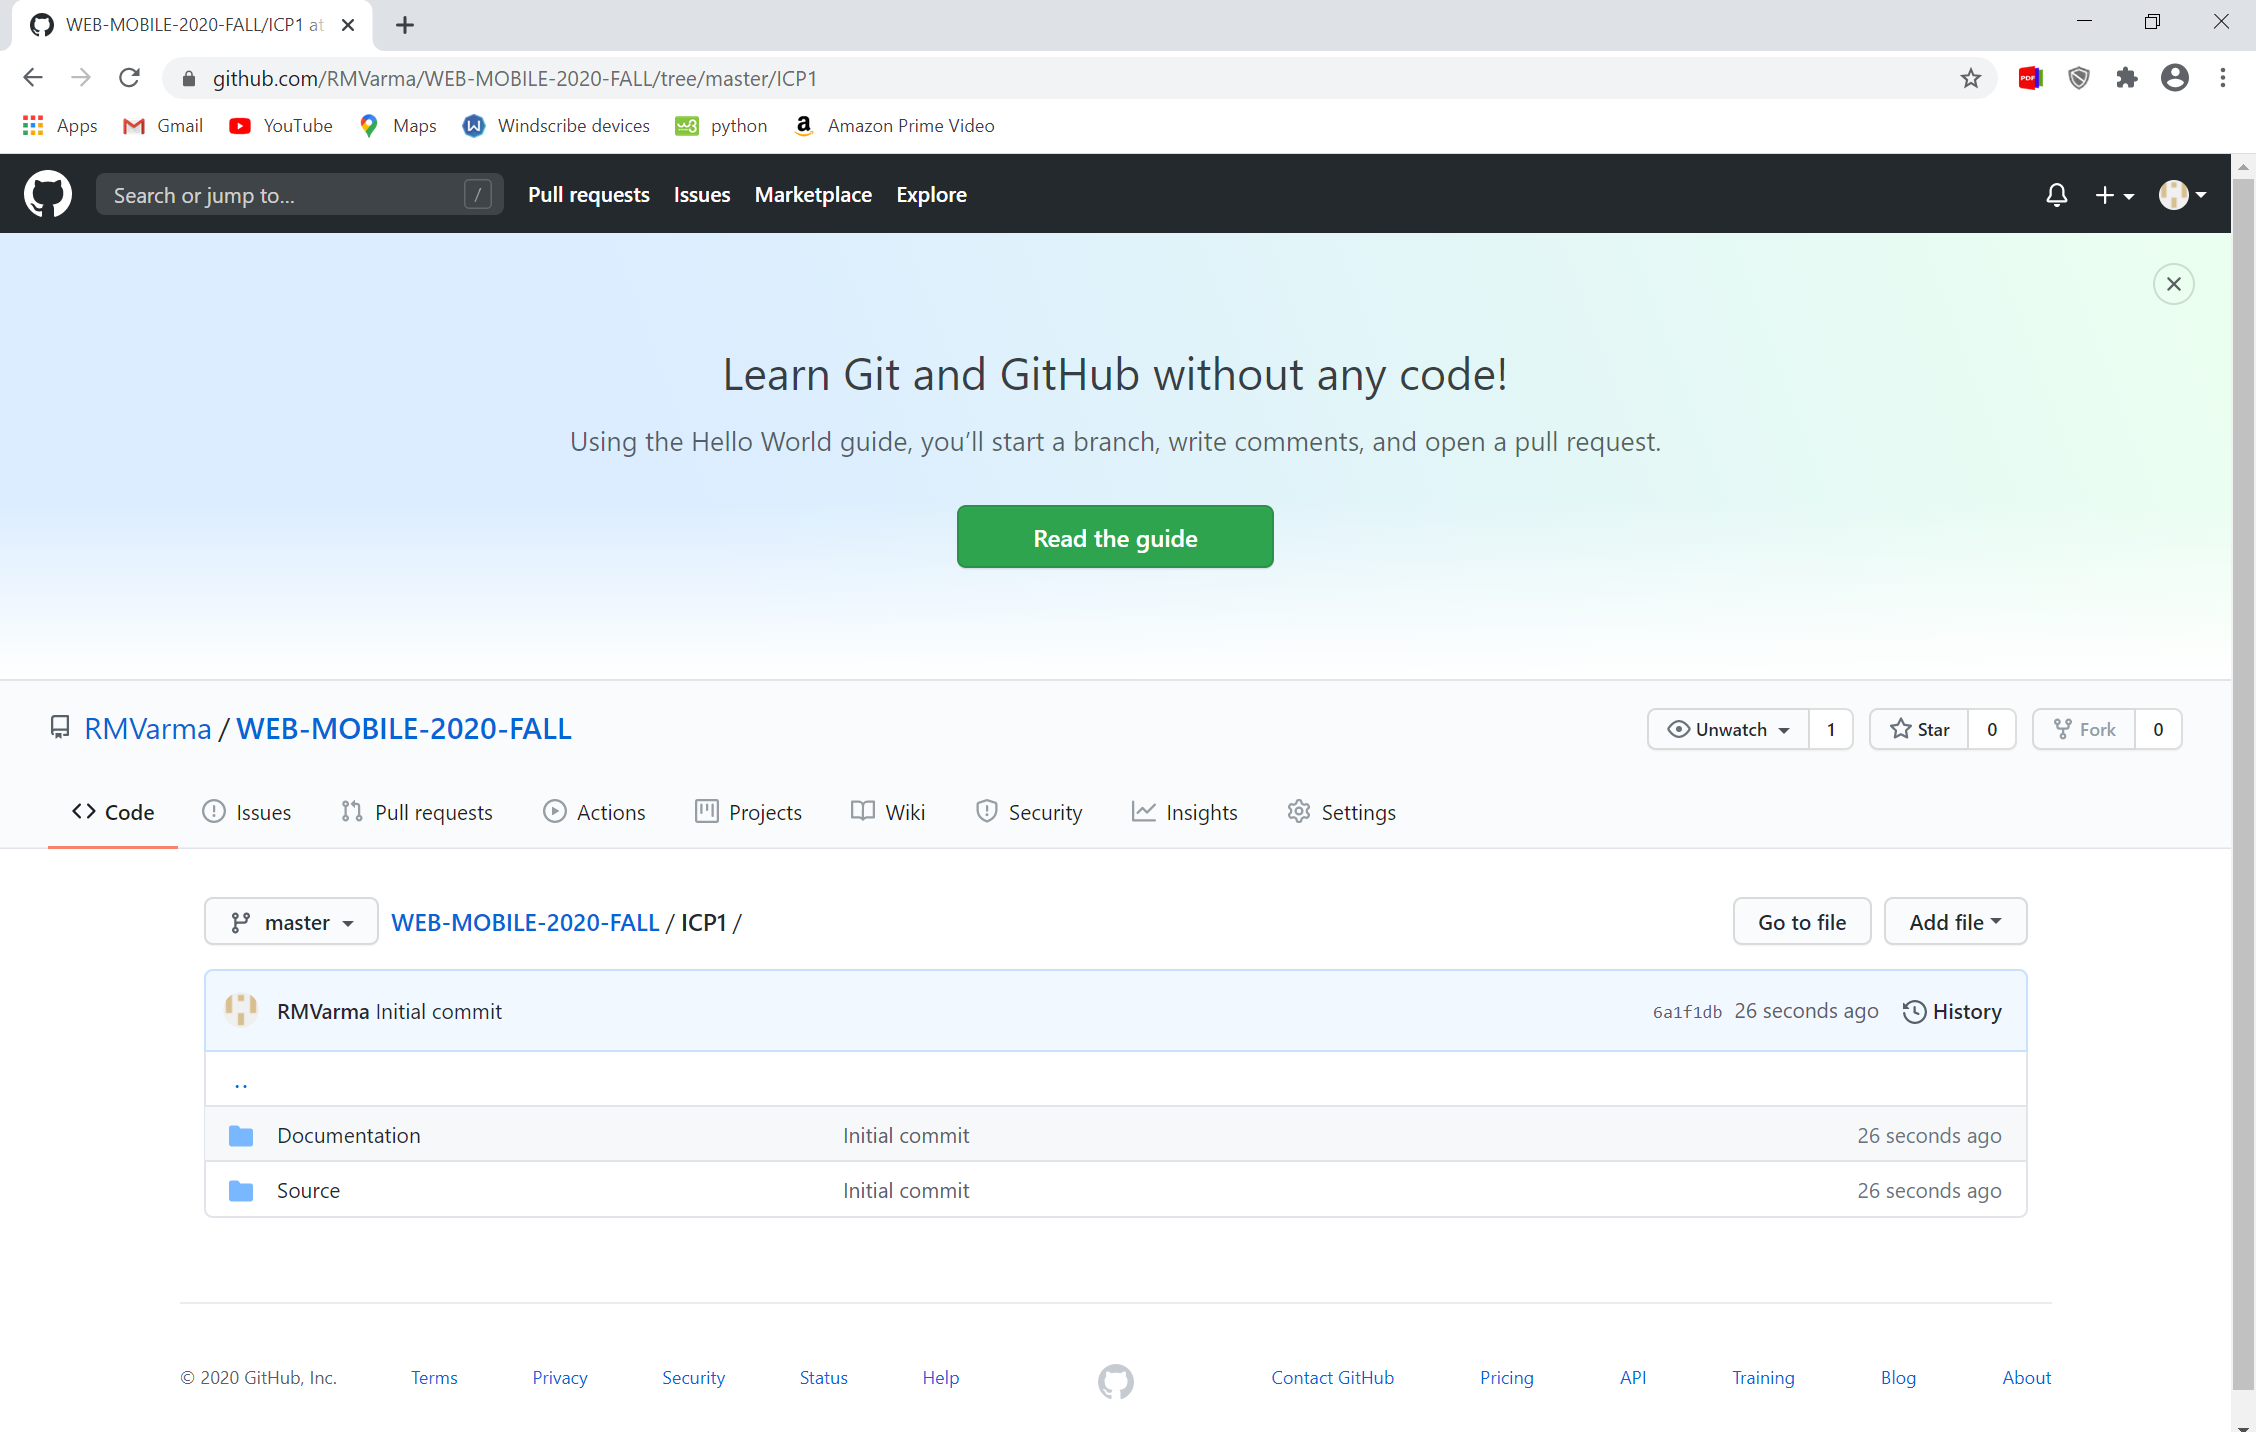 WEB-MOBILE-2020-FALL/ICP1 at
github.com/RMVarma/WEB-MOBILE-2020-FALL/tree/master/ICP1
PDF
Apps Gmail YouTube Maps Windscribe devices python Amazon Prime Video
Search or jump to... / Pull requests Issues Marketplace Explore
Learn Git and GitHub without any code!
Using the Hello World guide, you’ll start a branch, write comments, and open a pull request.
Read the guide
RMVarma / WEB-MOBILE-2020-FALL Unwatch 1 Star 0 Fork 0
Code Issues Pull requests Actions Projects Wiki Security Insights Settings
master WEB-MOBILE-2020-FALL / ICP1 / Go to file Add file
RMVarma Initial commit 6a1f1db 26 seconds ago History
..
Documentation Initial commit 26 seconds ago
Source Initial commit 26 seconds ago
© 2020 GitHub, Inc. Terms Privacy Security Status Help Contact GitHub Pricing API Training Blog About